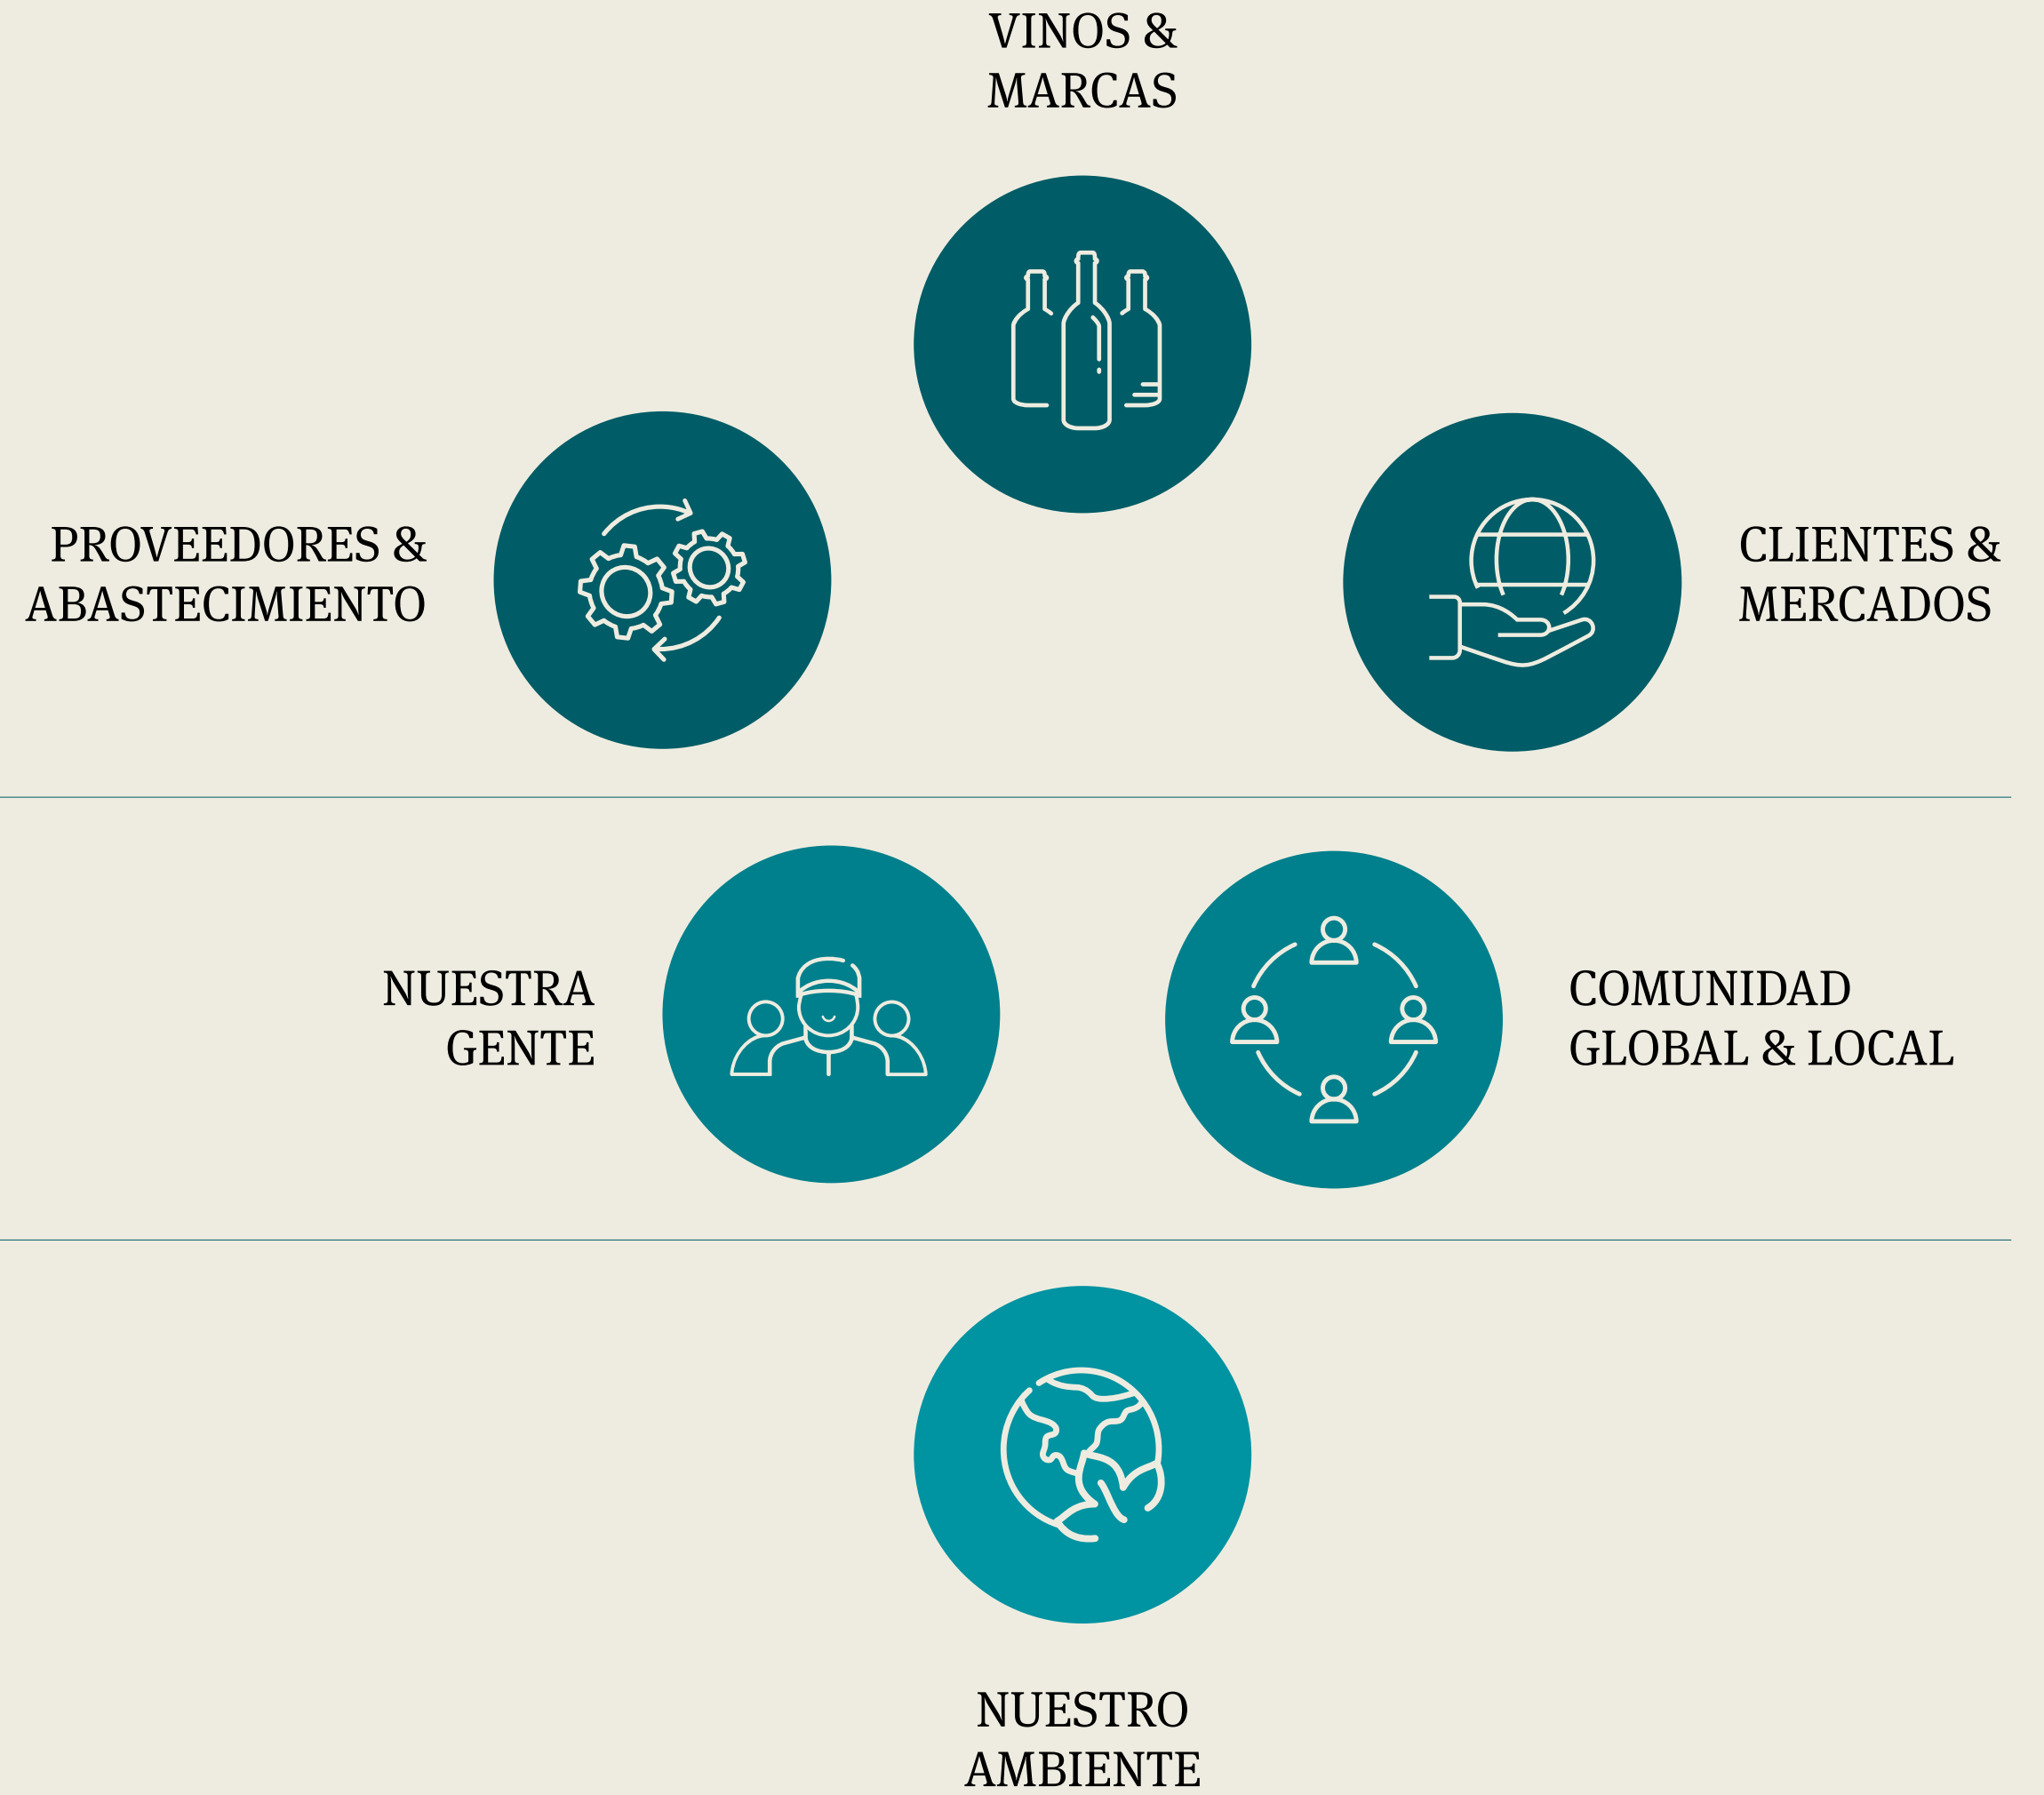 VINOS &
MARCAS
PROVEEDORES &
ABASTECIMIENTO
CLIENTES &
MERCADOS
NUESTRA
GENTE
COMUNIDAD
GLOBAL & LOCAL
NUESTRO
AMBIENTE